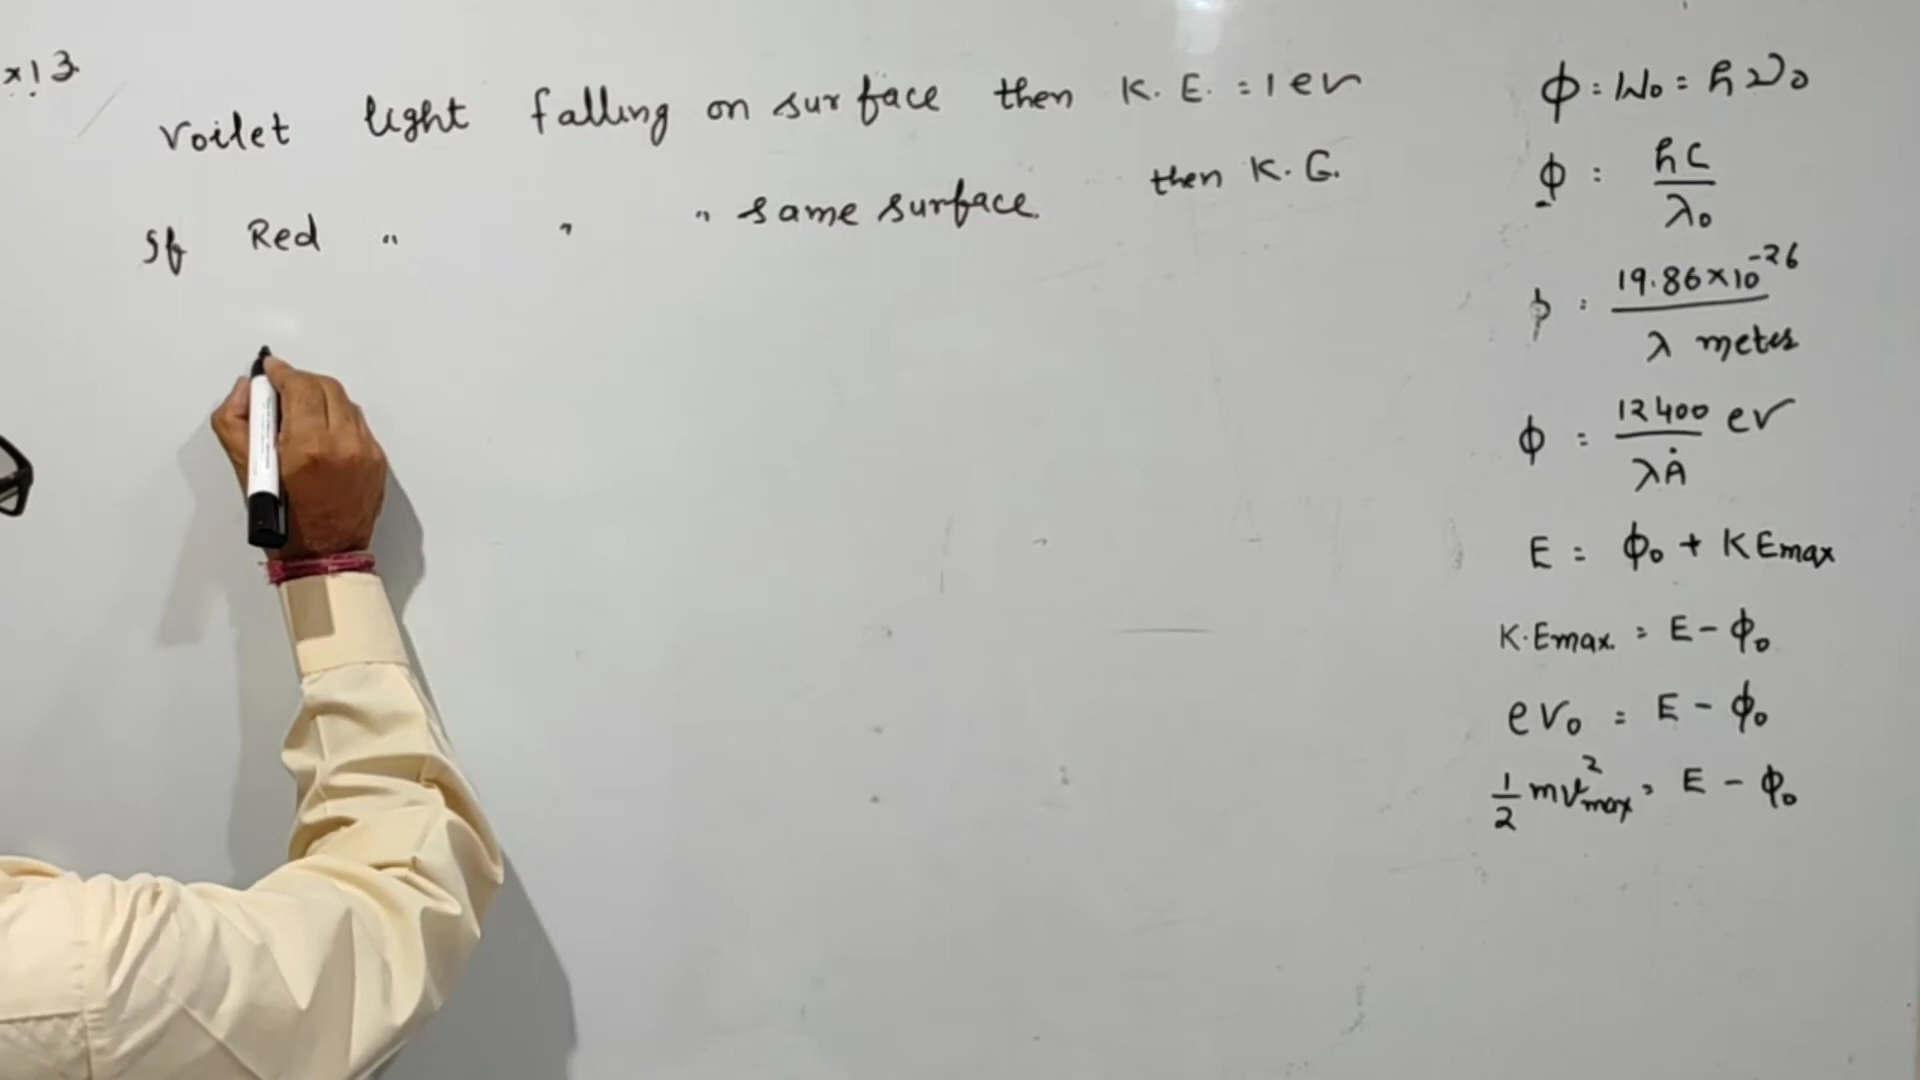 x13
Voilet light falling on surface then K.E. = 1 ev
If Red " " " same surface then K.E.
ϕ = W₀ = hν₀
ϕ = hc / λ₀
ϕ = 19.86×10⁻²⁶ / λ meter
ϕ = 12400 / λÅ ev
E = ϕ₀ + KEmax
K.Emax. = E - ϕ₀
eV₀ = E - ϕ₀
1/2 mv²max = E - ϕ₀